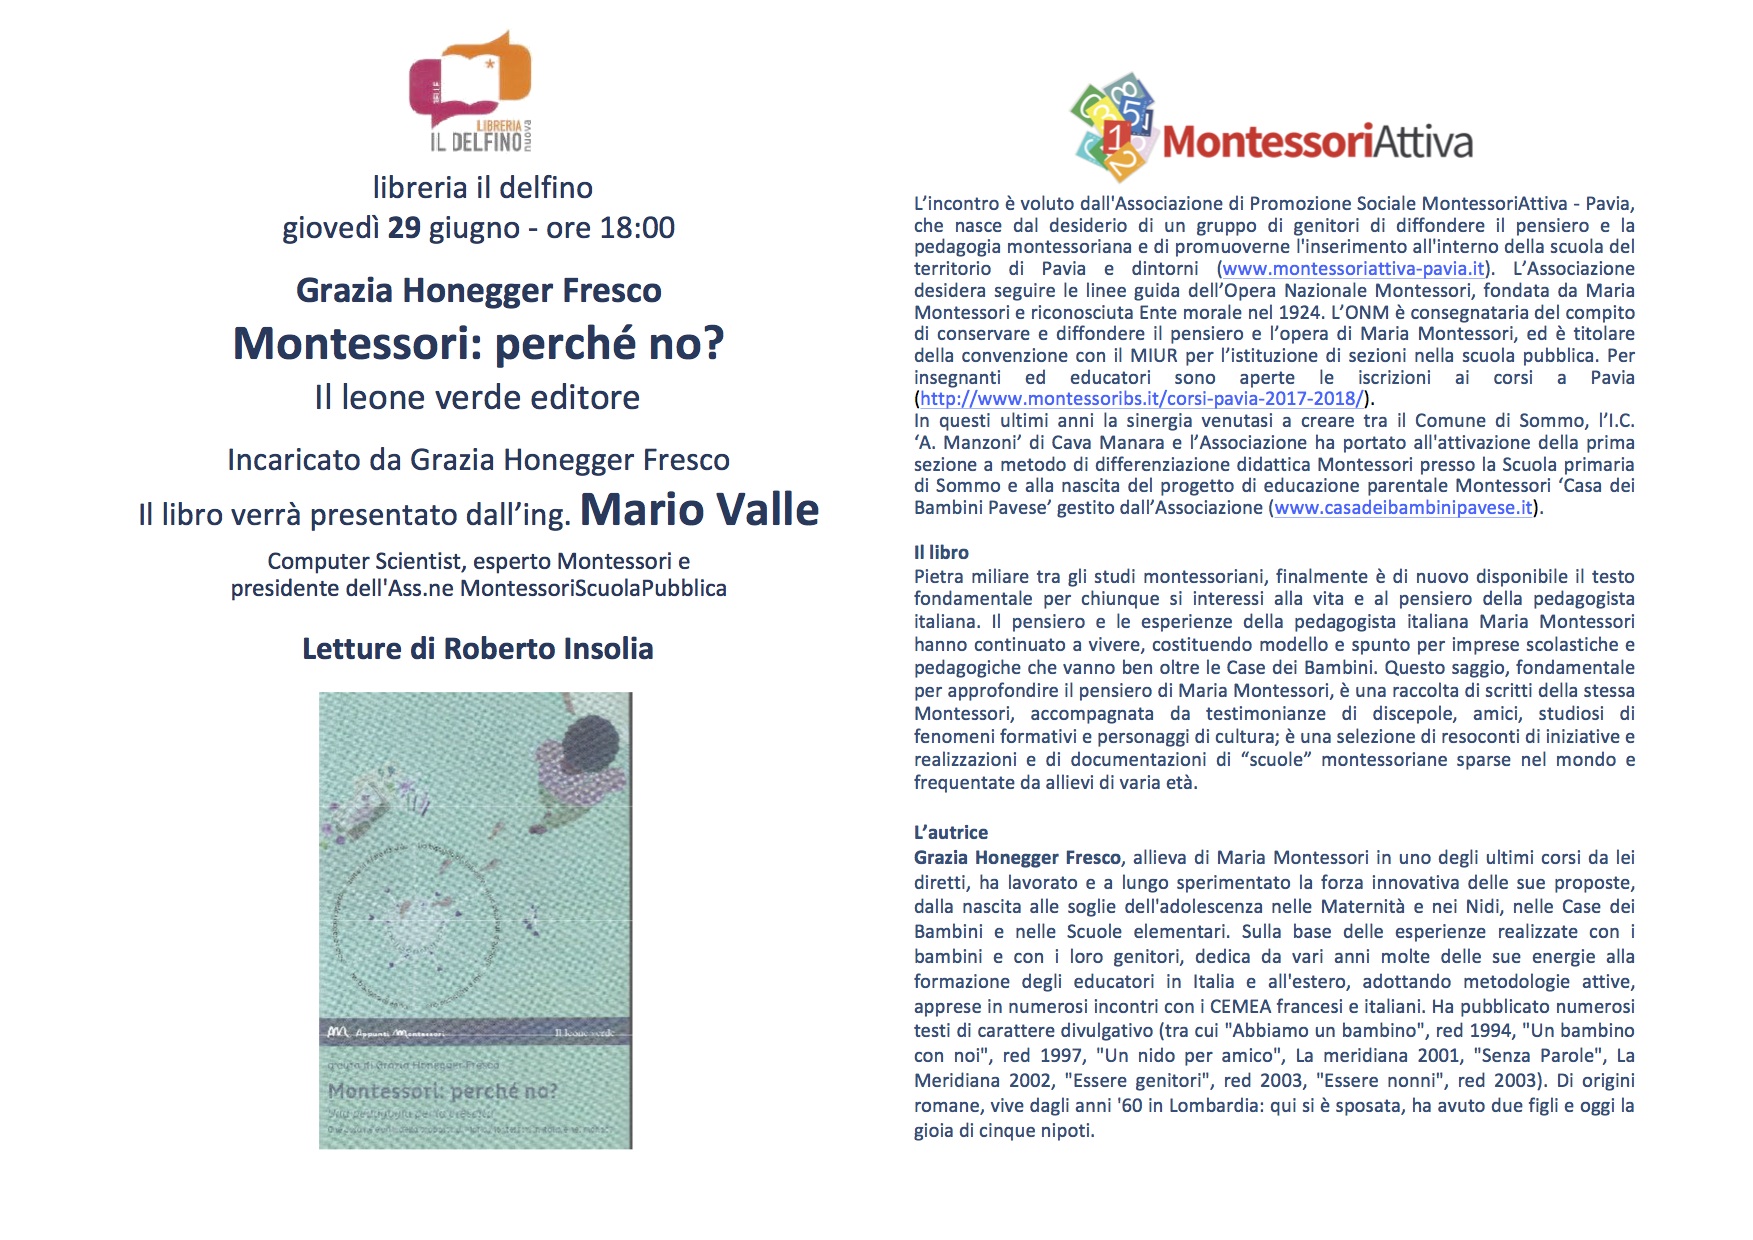 LIBRERIA
IL DELFINO
nuova
libreria il delfino
giovedì 29 giugno - ore 18:00
Grazia Honegger Fresco
Montessori: perché no?
Il leone verde editore
Incaricato da Grazia Honegger Fresco
Il libro verrà presentato dall’ing. Mario Valle
Computer Scientist, esperto Montessori e
presidente dell'Ass.ne MontessoriScuolaPubblica
Letture di Roberto Insolia
Appunti Montessori
Il leone verde
a cura di Grazia Honegger Fresco
Montessori: perché no?
MontessoriAttiva
L’incontro è voluto dall'Associazione di Promozione Sociale MontessoriAttiva - Pavia,
che nasce dal desiderio di un gruppo di genitori di diffondere il pensiero e la
pedagogia montessoriana e di promuoverne l'inserimento all'interno della scuola del
territorio di Pavia e dintorni (www.montessoriattiva-pavia.it). L’Associazione
desidera seguire le linee guida dell’Opera Nazionale Montessori, fondata da Maria
Montessori e riconosciuta Ente morale nel 1924. L’ONM è consegnataria del compito
di conservare e diffondere il pensiero e l’opera di Maria Montessori, ed è titolare
della convenzione con il MIUR per l’istituzione di sezioni nella scuola pubblica. Per
insegnanti ed educatori sono aperte le iscrizioni ai corsi a Pavia
(http://www.montessoribs.it/corsi-pavia-2017-2018/).
In questi ultimi anni la sinergia venutasi a creare tra il Comune di Sommo, l’I.C.
‘A. Manzoni’ di Cava Manara e l’Associazione ha portato all'attivazione della prima
sezione a metodo di differenziazione didattica Montessori presso la Scuola primaria
di Sommo e alla nascita del progetto di educazione parentale Montessori ‘Casa dei
Bambini Pavese’ gestito dall’Associazione (www.casadeibambinipavese.it).
Il libro
Pietra miliare tra gli studi montessoriani, finalmente è di nuovo disponibile il testo
fondamentale per chiunque si interessi alla vita e al pensiero della pedagogista
italiana. Il pensiero e le esperienze della pedagogista italiana Maria Montessori
hanno continuato a vivere, costituendo modello e spunto per imprese scolastiche e
pedagogiche che vanno ben oltre le Case dei Bambini. Questo saggio, fondamentale
per approfondire il pensiero di Maria Montessori, è una raccolta di scritti della stessa
Montessori, accompagnata da testimonianze di discepole, amici, studiosi di
fenomeni formativi e personaggi di cultura; è una selezione di resoconti di iniziative e
realizzazioni e di documentazioni di “scuole” montessoriane sparse nel mondo e
frequentate da allievi di varia età.
L’autrice
Grazia Honegger Fresco, allieva di Maria Montessori in uno degli ultimi corsi da lei
diretti, ha lavorato e a lungo sperimentato la forza innovativa delle sue proposte,
dalla nascita alle soglie dell'adolescenza nelle Maternità e nei Nidi, nelle Case dei
Bambini e nelle Scuole elementari. Sulla base delle esperienze realizzate con i
bambini e con i loro genitori, dedica da vari anni molte delle sue energie alla
formazione degli educatori in Italia e all'estero, adottando metodologie attive,
apprese in numerosi incontri con i CEMEA francesi e italiani. Ha pubblicato numerosi
testi di carattere divulgativo (tra cui "Abbiamo un bambino", red 1994, "Un bambino
con noi", red 1997, "Un nido per amico", La meridiana 2001, "Senza Parole", La
Meridiana 2002, "Essere genitori", red 2003, "Essere nonni", red 2003). Di origini
romane, vive dagli anni '60 in Lombardia: qui si è sposata, ha avuto due figli e oggi la
gioia di cinque nipoti.